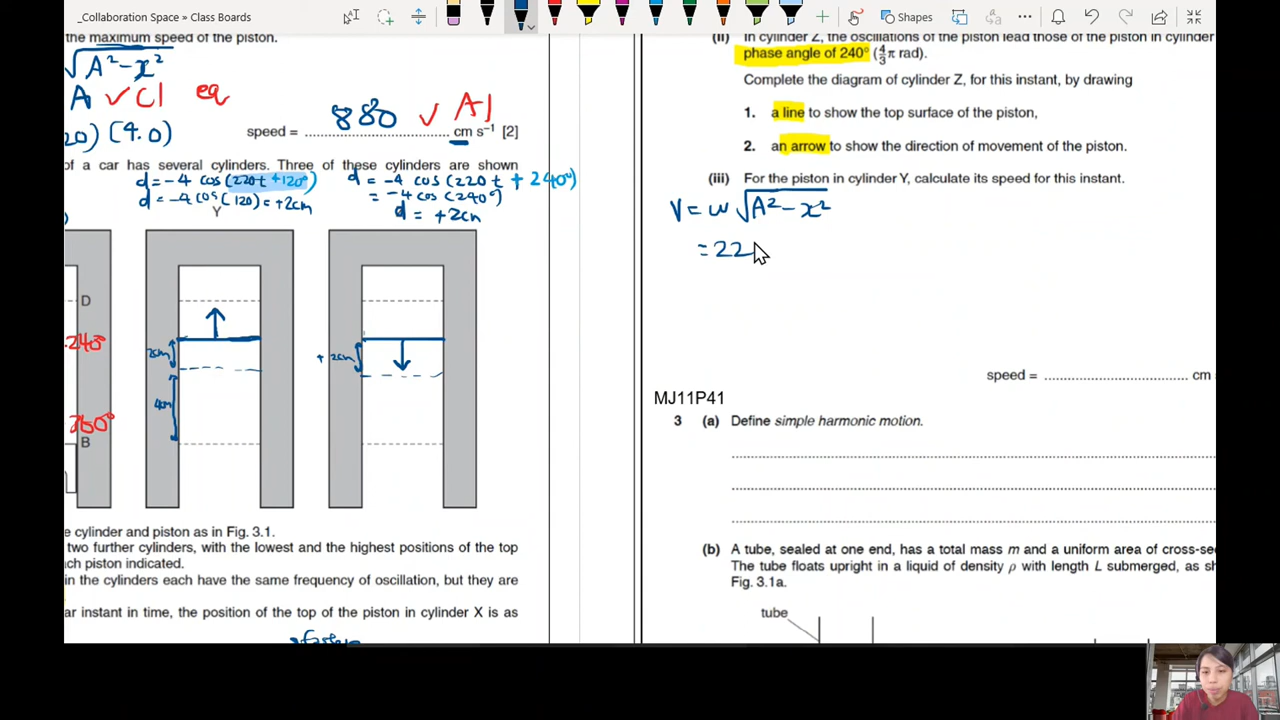 _Collaboration Space » Class Boards
Shapes
the maximum speed of the piston.
√A²-x²
A ✓C1 eq
20) (4.0)
880 ✓ A1
speed = ........ cm s⁻¹ [2]
of a car has several cylinders. Three of these cylinders are shown
d = -4 cos (220t +120°)
d = -4 cos (120) = +2cm
d = -4 cos (220t + 240°)
= -4 cos (240°)
d = +2cm
Y
D
240°
2cm
4cm
+ 2cm
360°
B
e cylinder and piston as in Fig. 3.1.
two further cylinders, with the lowest and the highest positions of the top
ch piston indicated.
in the cylinders each have the same frequency of oscillation, but they are
ar instant in time, the position of the top of the piston in cylinder X is as
(ii) In cylinder Z, the oscillations of the piston lead those of the piston in cylinder
phase angle of 240° (4/3 π rad).
Complete the diagram of cylinder Z, for this instant, by drawing
1. a line to show the top surface of the piston,
2. an arrow to show the direction of movement of the piston.
(iii) For the piston in cylinder Y, calculate its speed for this instant.
V = ω √A²-x²
= 22
speed = ........ cm
MJ11P41
3 (a) Define simple harmonic motion.
(b) A tube, sealed at one end, has a total mass m and a uniform area of cross-se
The tube floats upright in a liquid of density ρ with length L submerged, as sh
Fig. 3.1a.
tube